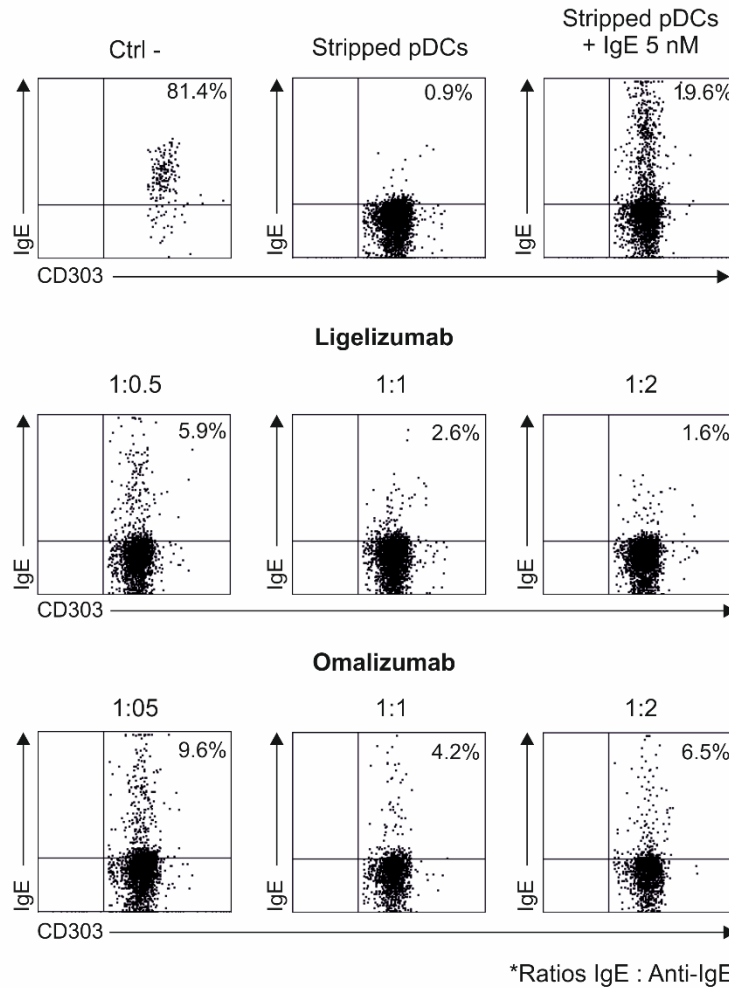 Ctrl -
Stripped pDCs
Stripped pDCs
+ IgE 5 nM
81.4%
0.9%
19.6%
IgE
IgE
IgE
CD303
Ligelizumab
1:0.5
1:1
1:2
5.9%
2.6%
1.6%
IgE
IgE
IgE
CD303
Omalizumab
1:05
1:1
1:2
9.6%
4.2%
6.5%
IgE
IgE
IgE
CD303
*Ratios IgE : Anti-IgE